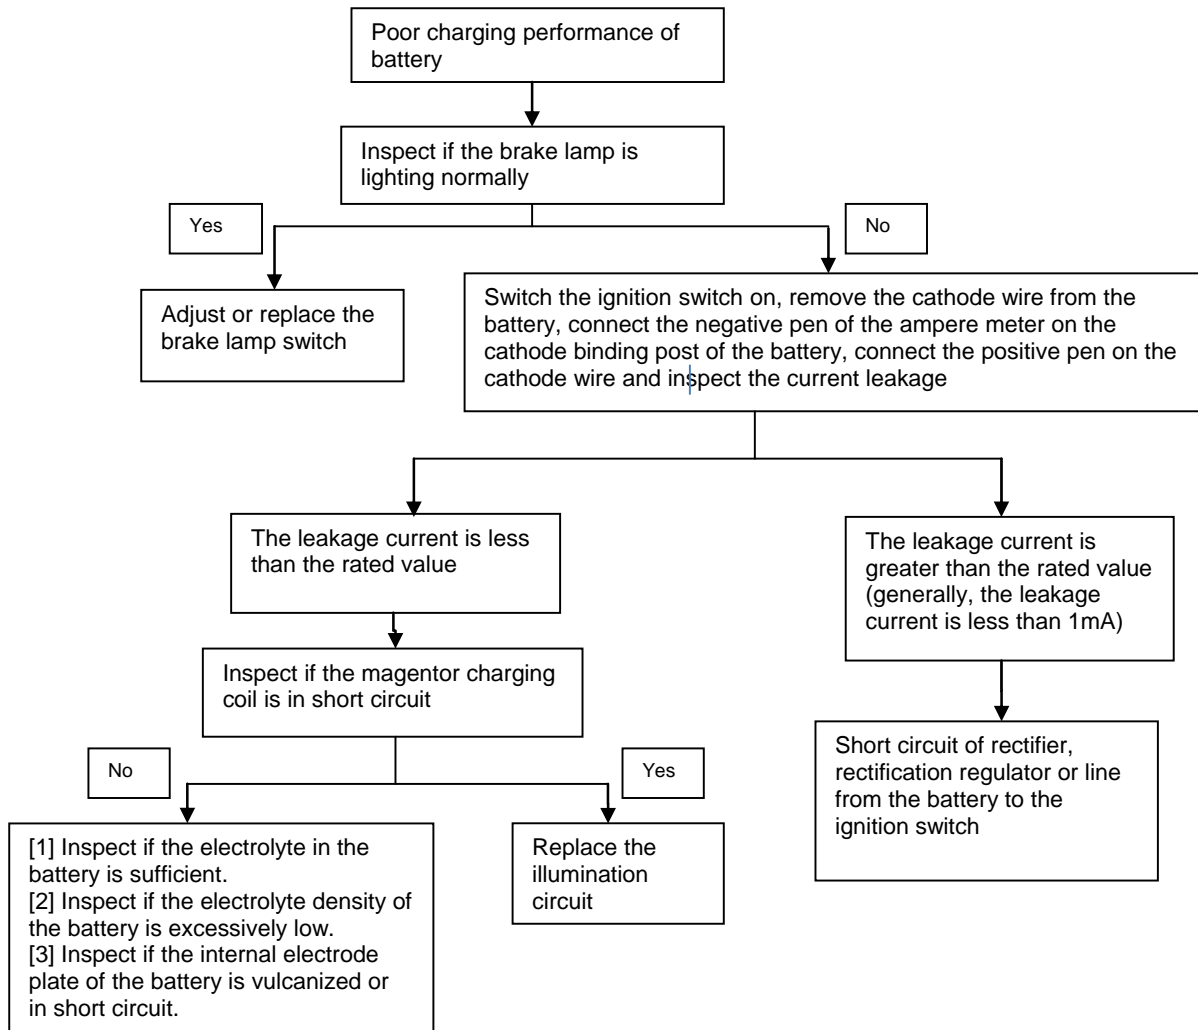 Poor charging performance of
battery
Inspect if the brake lamp is
lighting normally
Yes
No
Adjust or replace the
brake lamp switch
Switch the ignition switch on, remove the cathode wire from the
battery, connect the negative pen of the ampere meter on the
cathode binding post of the battery, connect the positive pen on the
cathode wire and inspect the current leakage
The leakage current is less
than the rated value
The leakage current is
greater than the rated value
(generally, the leakage
current is less than 1mA)
Inspect if the magentor charging
coil is in short circuit
No
Yes
Short circuit of rectifier,
rectification regulator or line
from the battery to the
ignition switch
[1] Inspect if the electrolyte in the
battery is sufficient.
[2] Inspect if the electrolyte density of
the battery is excessively low.
[3] Inspect if the internal electrode
plate of the battery is vulcanized or
in short circuit.
Replace the
illumination
circuit